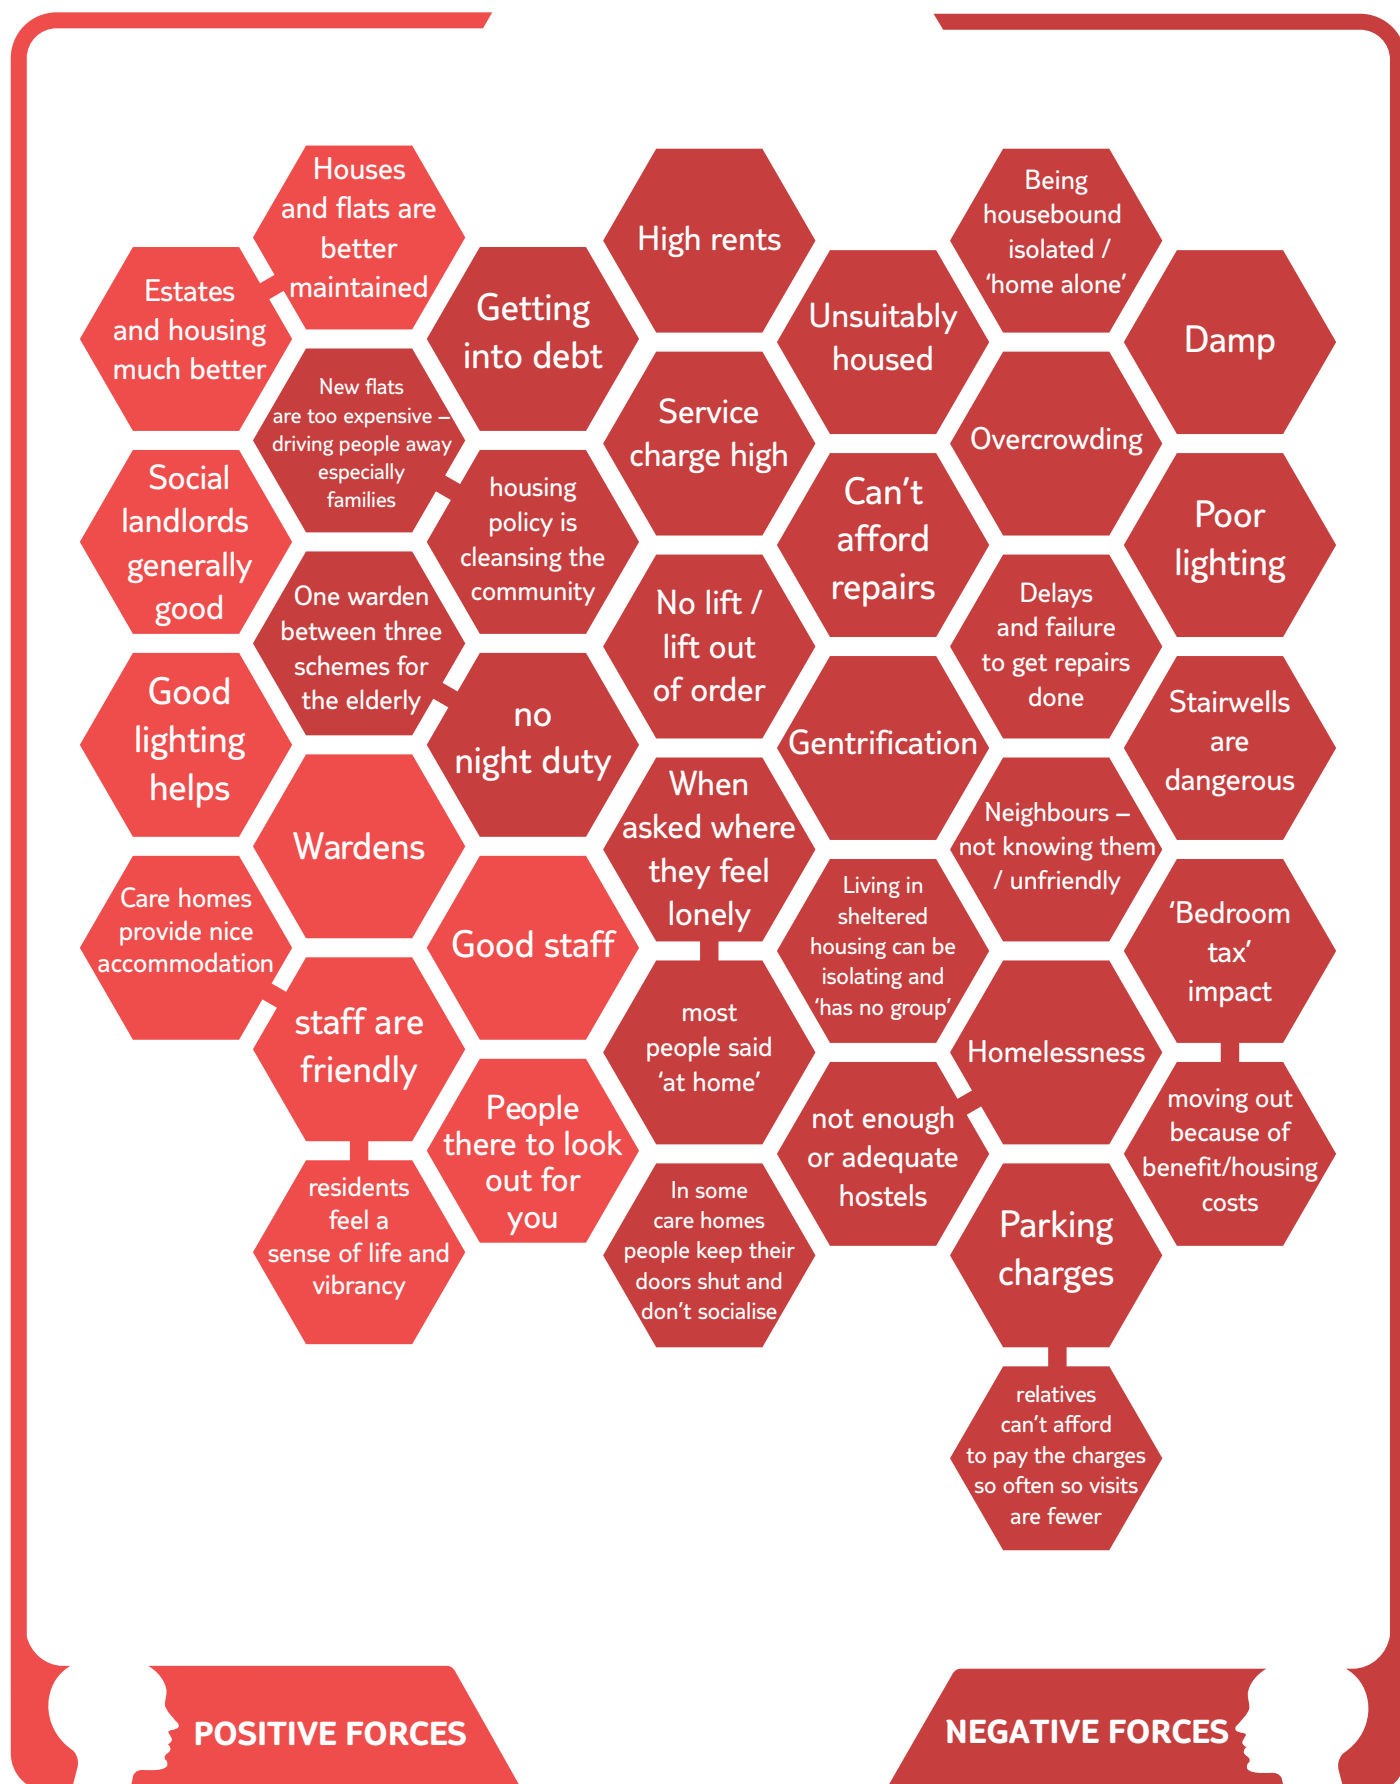 Houses
and flats are
better
maintained
Estates
and housing
much better
Getting
into debt
High rents
Unsuitably
housed
Being
housebound
isolated /
‘home alone’
Damp
New flats
are too expensive –
driving people away
especially
families
Service
charge high
Overcrowding
Social
landlords
generally
good
housing
policy is
cleansing the
community
Can’t
afford
repairs
Poor
lighting
One warden
between three
schemes for
the elderly
No lift /
lift out
of order
Delays
and failure
to get repairs
done
Good
lighting
helps
no
night duty
Gentrification
Stairwells
are
dangerous
Wardens
When
asked where
they feel
lonely
Neighbours –
not knowing them
/ unfriendly
Care homes
provide nice
accommodation
Good staff
Living in
sheltered
housing can be
isolating and
‘has no group’
‘Bedroom
tax’
impact
staff are
friendly
most
people said
‘at home’
Homelessness
People
there to look
out for
you
not enough
or adequate
hostels
moving out
because of
benefit/housing
costs
residents
feel a
sense of life and
vibrancy
In some
care homes
people keep their
doors shut and
don’t socialise
Parking
charges
relatives
can’t afford
to pay the charges
so often so visits
are fewer
POSITIVE FORCES
NEGATIVE FORCES